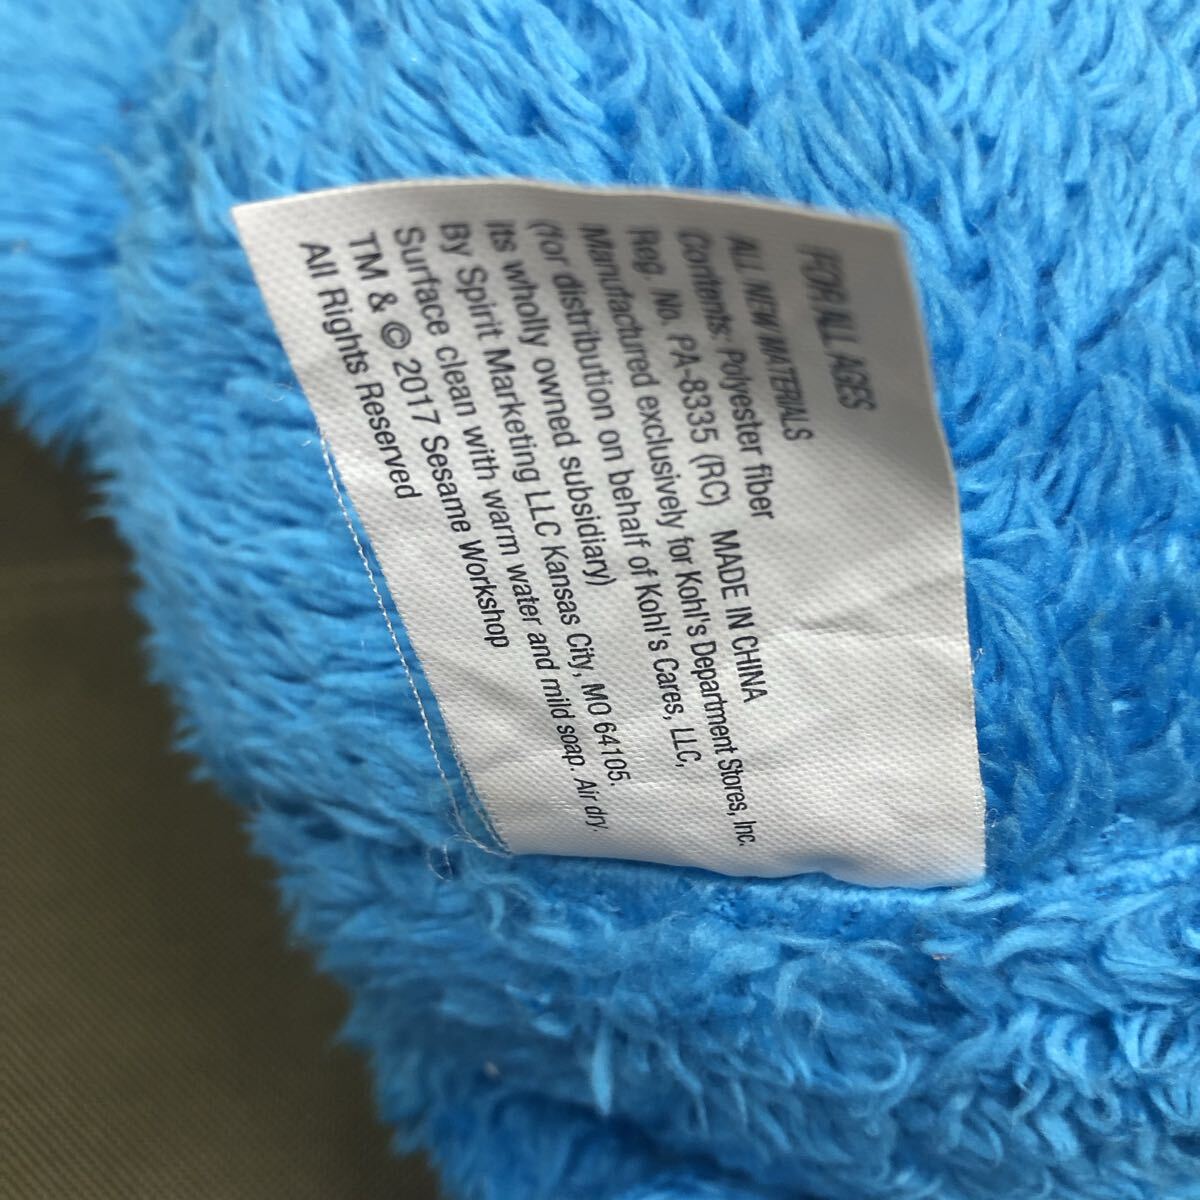 FOR ALL AGES
ALL NEW MATERIALS
Contents: Polyester fiber
Reg. No. PA-8335 (RC) MADE IN CHINA
Manufactured exclusively for Kohl's Department Stores, Inc.
(for distribution on behalf of Kohl's Cares, LLC,
Its wholly owned subsidiary)
By Spirit Marketing LLC Kansas City, MO 64105.
Surface clean with warm water and mild soap. Air dry.
TM & © 2017 Sesame Workshop
All Rights Reserved